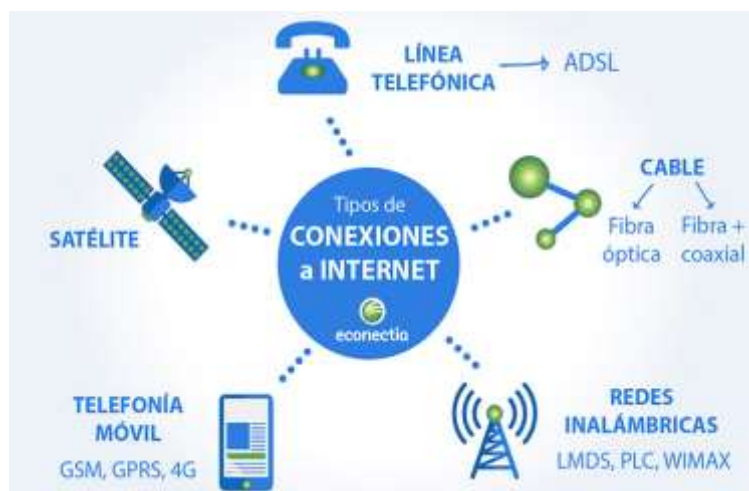 LÍNEA
TELEFÓNICA
ADSL
CABLE
Fibra
óptica
Fibra +
coaxial
SATÉLITE
Tipos de
CONEXIONES
a INTERNET
econectia
TELEFONÍA
MÓVIL
GSM, GPRS, 4G
REDES
INALÁMBRICAS
LMDS, PLC, WIMAX